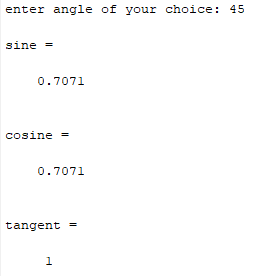 enter angle of your choice: 45
sine =
0.7071
cosine =
0.7071
tangent =
1